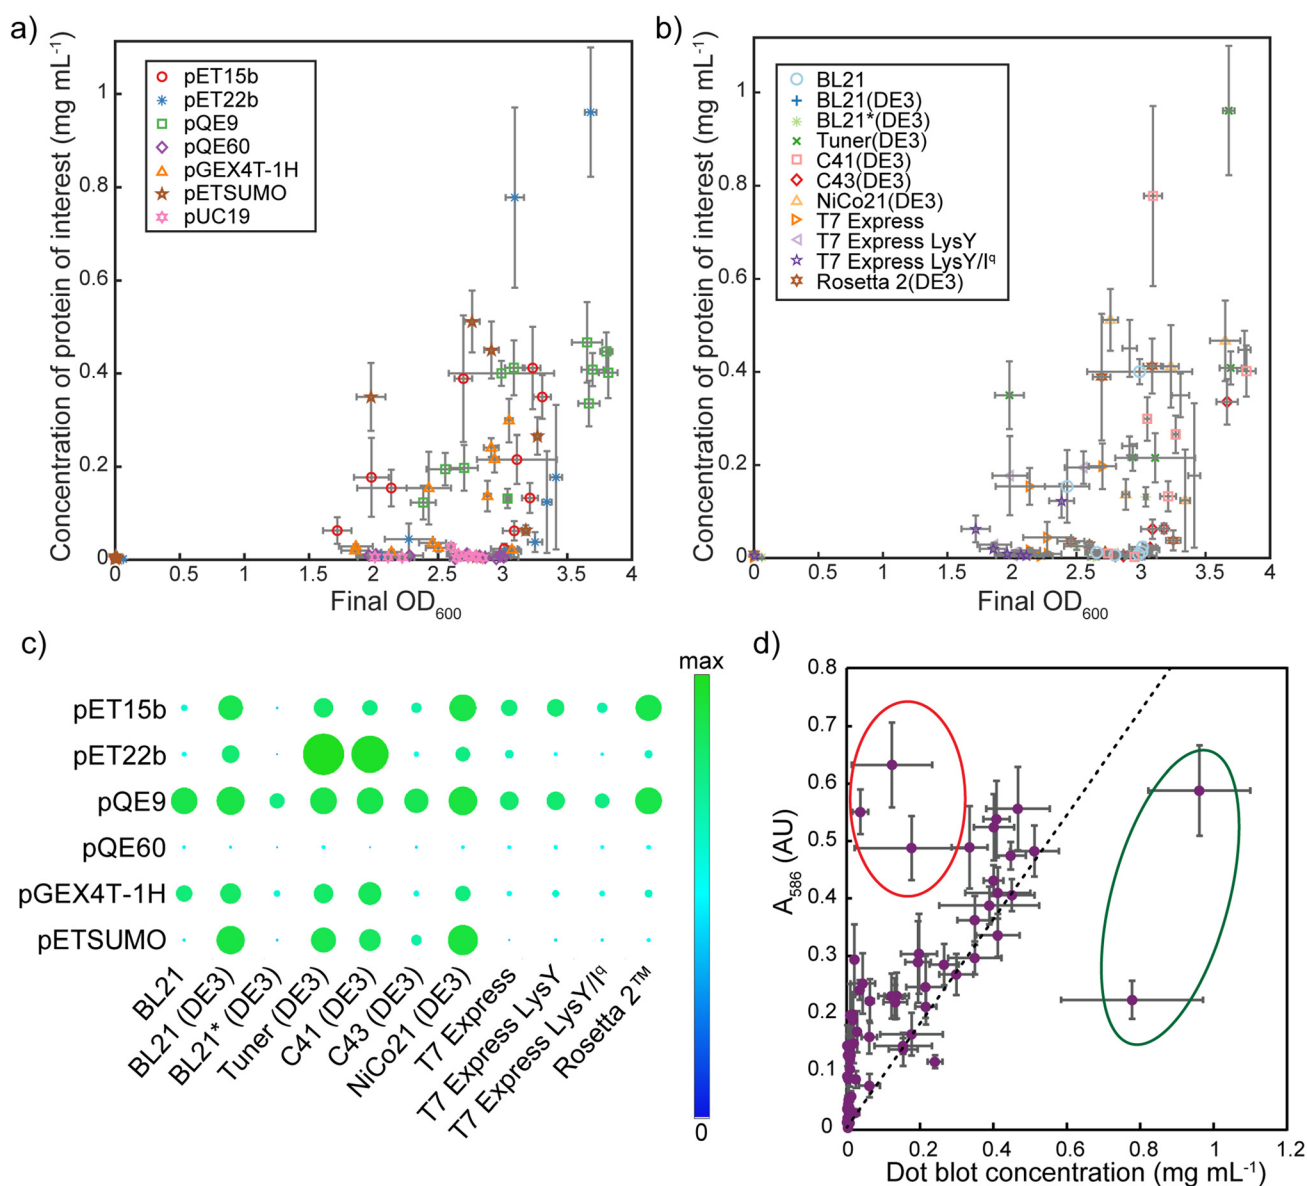 a)
Concentration of protein of interest (mg mL-1)
1
0.8
0.6
0.4
0.2
0
pET15b
pET22b
pQE9
pQE60
pGEX4T-1H
pETSUMO
pUC19
0 0.5 1 1.5 2 2.5 3 3.5 4
Final OD600
b)
Concentration of protein of interest (mg mL-1)
1
0.8
0.6
0.4
0.2
0
BL21
BL21(DE3)
BL21*(DE3)
Tuner(DE3)
C41(DE3)
C43(DE3)
NiCo21(DE3)
T7 Express
T7 Express LysY
T7 Express LysY/Iq
Rosetta 2(DE3)
0 0.5 1 1.5 2 2.5 3 3.5 4
Final OD600
c)
pET15b
pET22b
pQE9
pQE60
pGEX4T-1H
pETSUMO
BL21
BL21 (DE3)
BL21* (DE3)
Tuner (DE3)
C41 (DE3)
C43 (DE3)
NiCo21 (DE3)
T7 Express
T7 Express LysY
T7 Express LysY/Iq
Rosetta 2™
max
0
d)
A586 (AU)
0.8
0.7
0.6
0.5
0.4
0.3
0.2
0.1
0
0 0.2 0.4 0.6 0.8 1 1.2
Dot blot concentration (mg mL-1)